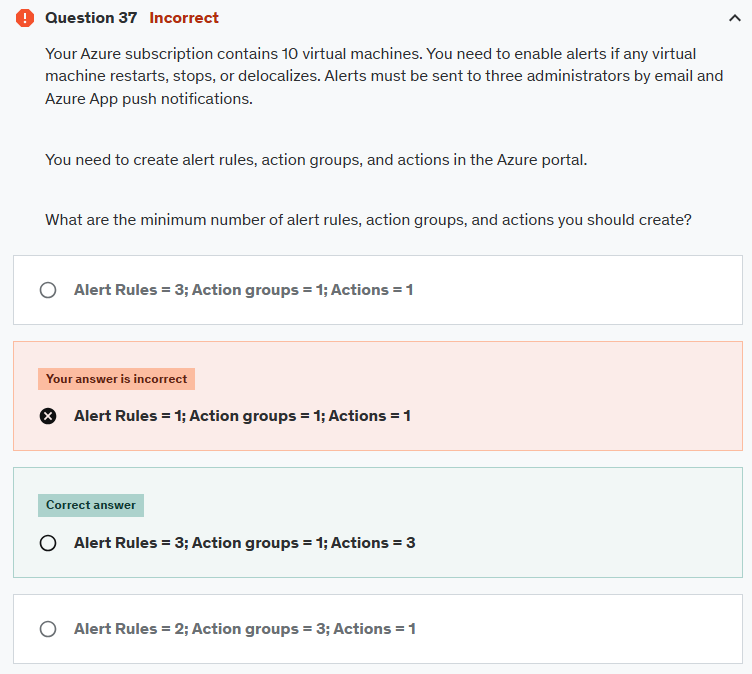 Question 37 Incorrect
Your Azure subscription contains 10 virtual machines. You need to enable alerts if any virtual
machine restarts, stops, or delocalizes. Alerts must be sent to three administrators by email and
Azure App push notifications.
You need to create alert rules, action groups, and actions in the Azure portal.
What are the minimum number of alert rules, action groups, and actions you should create?
Alert Rules = 3; Action groups = 1; Actions = 1
Your answer is incorrect
Alert Rules = 1; Action groups = 1; Actions = 1
Correct answer
Alert Rules = 3; Action groups = 1; Actions = 3
Alert Rules = 2; Action groups = 3; Actions = 1